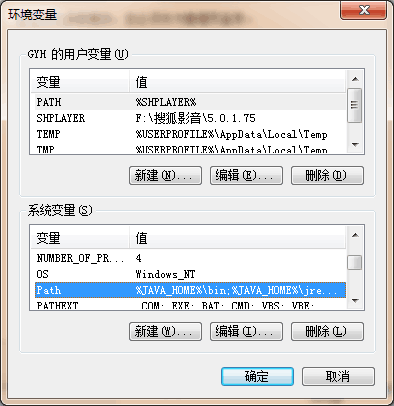 环境变量
GYH 的用户变量(U)
变量 值
PATH %SHPLAYER%
SHPLAYER F:\搜狐影音\5.0.1.75
TEMP %USERPROFILE%\AppData\Local\Temp
TMP %USERPROFILE%\AppData\Local\Temp
新建(N)... 编辑(E)... 删除(D)
系统变量(S)
变量 值
NUMBER_OF_PR... 4
OS Windows_NT
Path %JAVA_HOME%\bin;%JAVA_HOME%\jre...
PATHEXT .COM;.EXE;.BAT;.CMD;.VBS;.VBE;
新建(W)... 编辑(I)... 删除(L)
确定 取消